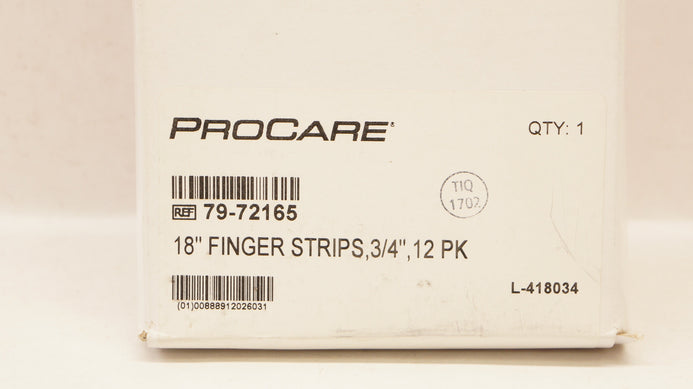 PROCARE®
QTY: 1
TIQ
1702
REF 79-72165
18" FINGER STRIPS,3/4",12 PK
L-418034
(01)00888912026031